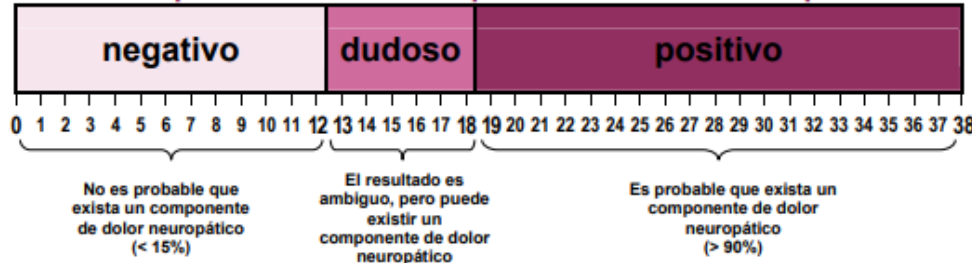 negativo dudoso positivo
0 1 2 3 4 5 6 7 8 9 10 11 12 13 14 15 16 17 18 19 20 21 22 23 24 25 26 27 28 29 30 31 32 33 34 35 36 37 38
No es probable que
exista un componente
de dolor neuropático
(< 15%)
El resultado es
ambiguo, pero puede
existir un
componente de dolor
neuropático
Es probable que exista un
componente de dolor
neuropático
(> 90%)